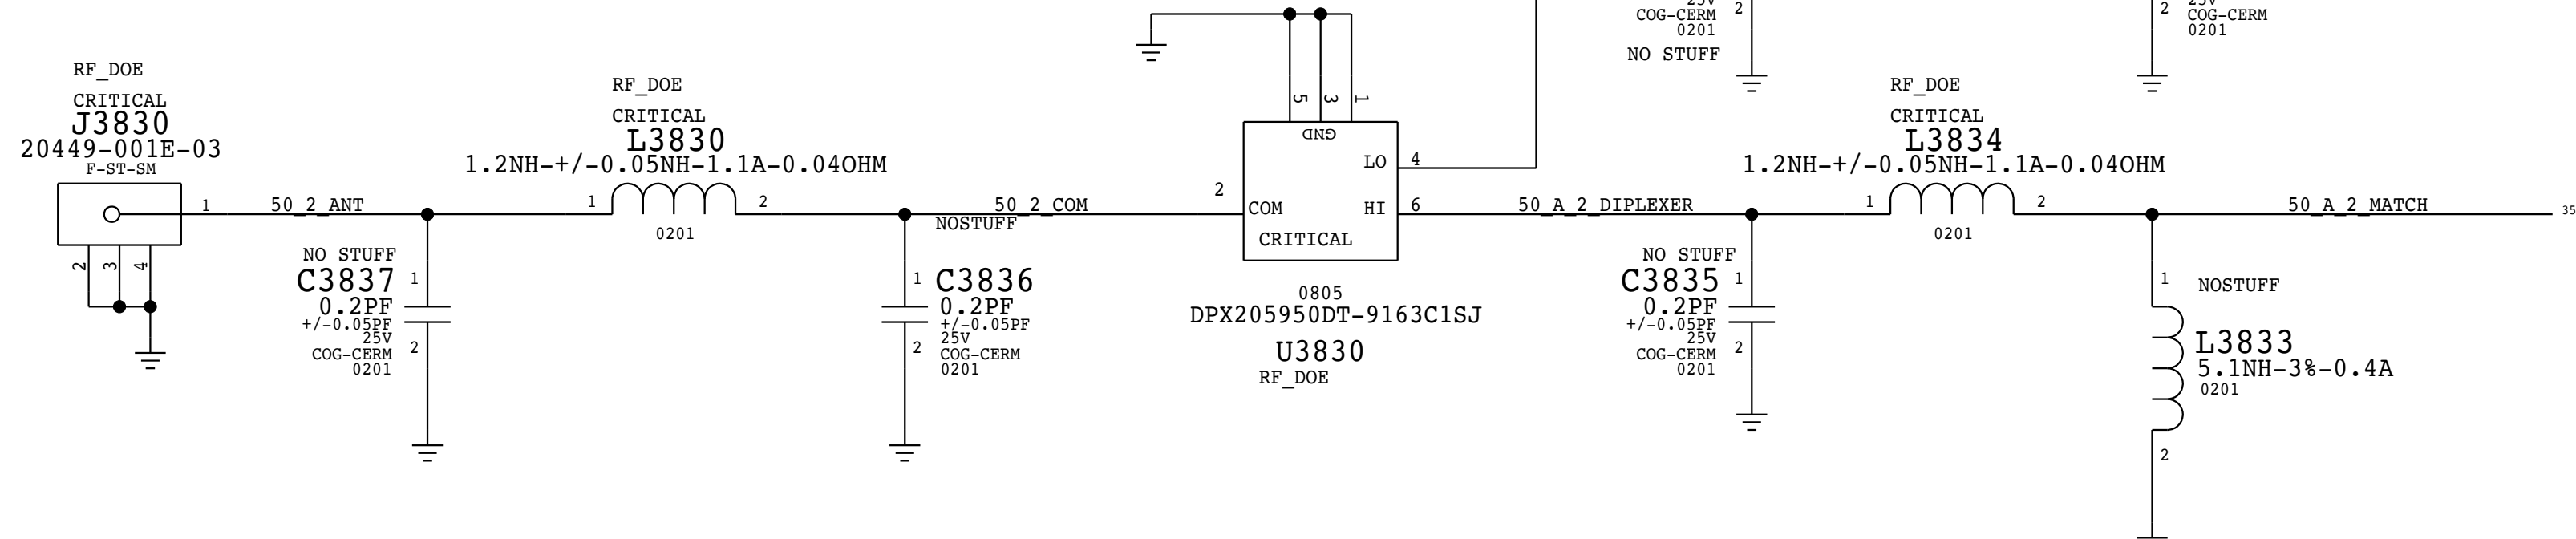 RF_DOE
CRITICAL
J3830
20449-001E-03
F-ST-SM
1
2
3
4
50_2_ANT
NO STUFF
C3837
0.2PF
+/-0.05PF
25V
COG-CERM
0201
1
2
RF_DOE
CRITICAL
L3830
1.2NH-+/-0.05NH-1.1A-0.04OHM
1
2
0201
50_2_COM
NOSTUFF
C3836
0.2PF
+/-0.05PF
25V
COG-CERM
0201
1
2
5
3
1
GND
LO
4
2
COM
HI
6
CRITICAL
0805
DPX205950DT-9163C1SJ
U3830
RF_DOE
25V
COG-CERM
0201
2
NO STUFF
50_A_2_DIPLEXER
NO STUFF
C3835
0.2PF
+/-0.05PF
25V
COG-CERM
0201
1
2
RF_DOE
CRITICAL
L3834
1.2NH-+/-0.05NH-1.1A-0.04OHM
1
2
0201
2
25V
COG-CERM
0201
50_A_2_MATCH
35
1
NOSTUFF
L3833
5.1NH-3%-0.4A
0201
2